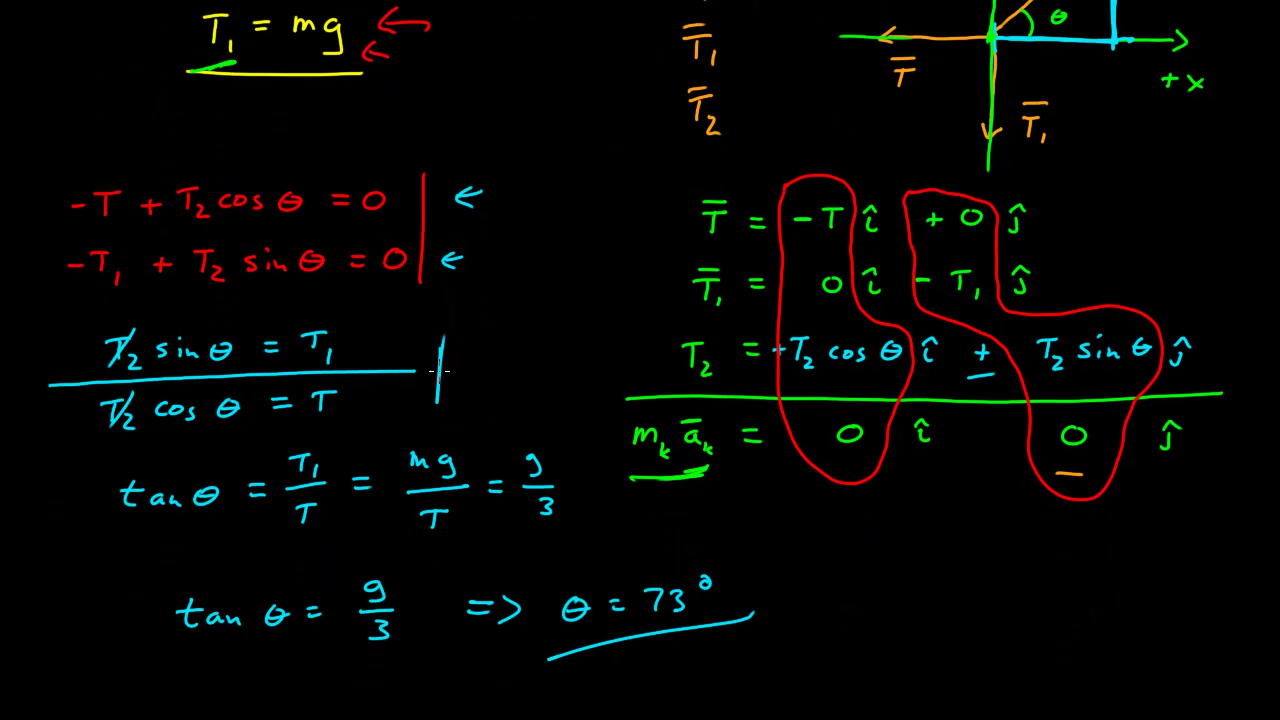 T₁ = mg
-T + T₂ cos θ = 0
-T₁ + T₂ sin θ = 0
T₂ sin θ = T₁
T₂ cos θ = T
tan θ = T₁/T = mg/T = g/3
tan θ = g/3 => θ = 73°
T̄₁
T̄₂
θ
T̄
+x
T̄₁
T̄ = -T î + 0 ĵ
T̄₁ = 0 î - T₁ ĵ
T₂ = +T₂ cos θ î + T₂ sin θ ĵ
mₖ āₖ = 0 î 0 ĵ